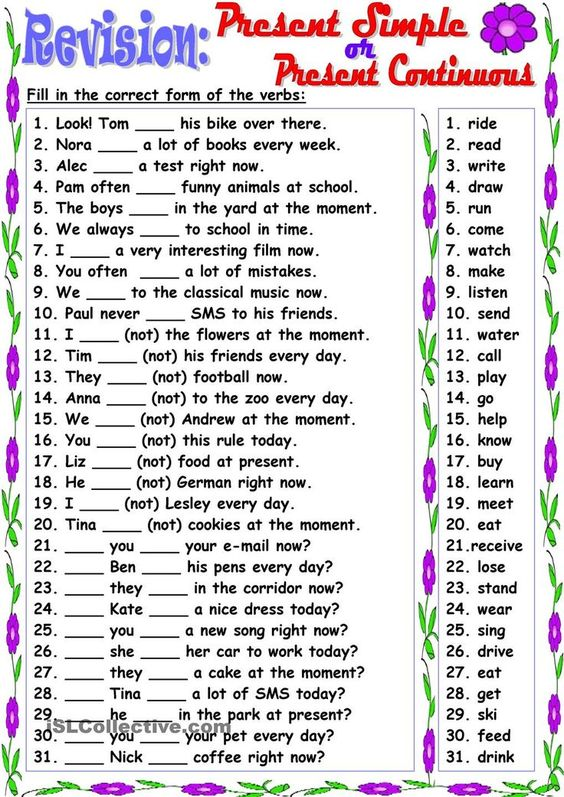 Revision:
Present Simple
or
Present Continuous
Fill in the correct form of the verbs:
1. Look! Tom ____ his bike over there.
2. Nora ____ a lot of books every week.
3. Alec ____ a test right now.
4. Pam often ____ funny animals at school.
5. The boys ____ in the yard at the moment.
6. We always ____ to school in time.
7. I ____ a very interesting film now.
8. You often ____ a lot of mistakes.
9. We ____ to the classical music now.
10. Paul never ____ SMS to his friends.
11. I ____ (not) the flowers at the moment.
12. Tim ____ (not) his friends every day.
13. They ____ (not) football now.
14. Anna ____ (not) to the zoo every day.
15. We ____ (not) Andrew at the moment.
16. You ____ (not) this rule today.
17. Liz ____ (not) food at present.
18. He ____ (not) German right now.
19. I ____ (not) Lesley every day.
20. Tina ____ (not) cookies at the moment.
21. ____ you ____ your e-mail now?
22. ____ Ben ____ his pens every day?
23. ____ they ____ in the corridor now?
24. ____ Kate ____ a nice dress today?
25. ____ you ____ a new song right now?
26. ____ she ____ her car to work today?
27. ____ they ____ a cake at the moment?
28. ____ Tina ____ a lot of SMS today?
29. ____ he ____ in the park at present?
30. ____ you ____ your pet every day?
31. ____ Nick ____ coffee right now?
iSLCollective.com
1. ride
2. read
3. write
4. draw
5. run
6. come
7. watch
8. make
9. listen
10. send
11. water
12. call
13. play
14. go
15. help
16. know
17. buy
18. learn
19. meet
20. eat
21.receive
22. lose
23. stand
24. wear
25. sing
26. drive
27. eat
28. get
29. ski
30. feed
31. drink